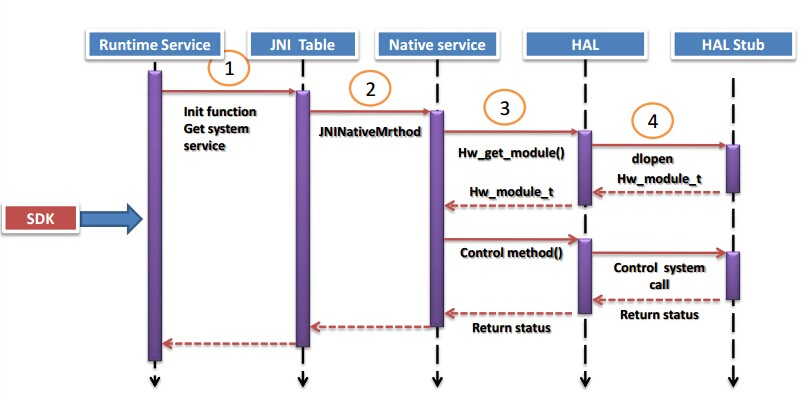 Runtime Service
JNI Table
Native service
HAL
HAL Stub
1
2
3
4
Init function
Get system
service
JNINativeMrthod
Hw_get_module()
dlopen
Hw_module_t
Hw_module_t
SDK
Control method()
Control system
call
Return status
Return status